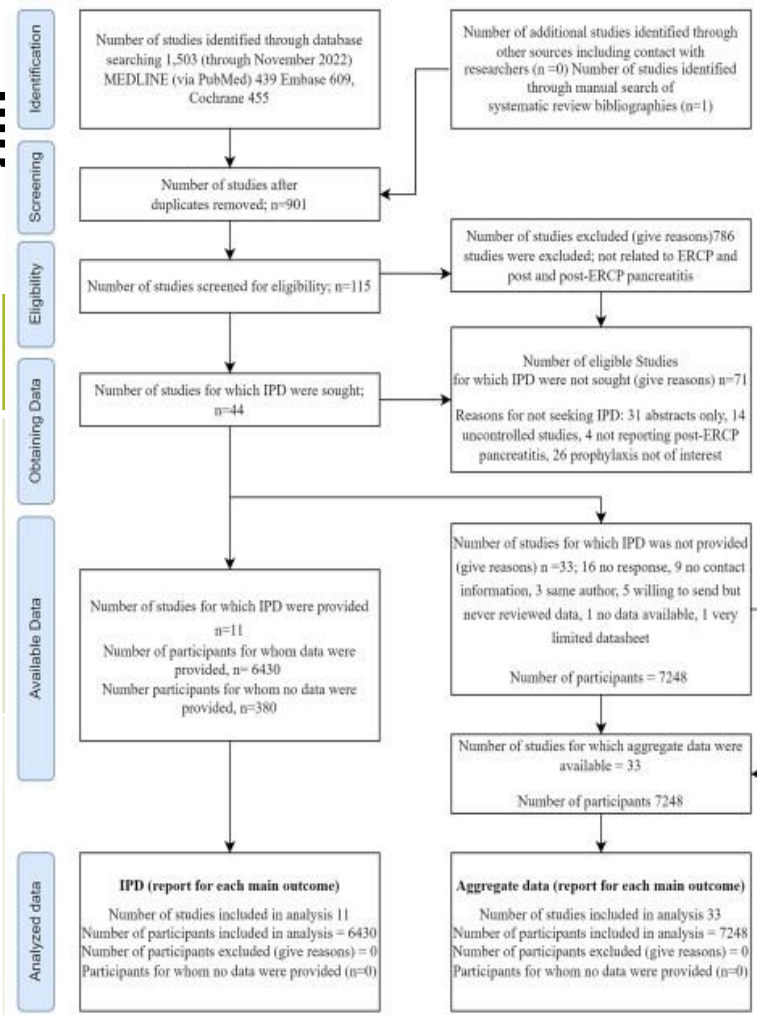 Identification
Number of studies identified through database
searching 1,503 (through November 2022)
MEDLINE (via PubMed) 439 Embase 609,
Cochrane 455
Number of additional studies identified through
other sources including contact with
researchers (n =0) Number of studies identified
through manual search of
systematic review bibliographies (n=1)
Screening
Number of studies after
duplicates removed; n=901
Eligibility
Number of studies screened for eligibility; n=115
Number of studies excluded (give reasons)786
studies were excluded; not related to ERCP and
post and post-ERCP pancreatitis
Obtaining Data
Number of studies for which IPD were sought;
n=44
Number of eligible Studies
for which IPD were not sought (give reasons) n=71
Reasons for not seeking IPD: 31 abstracts only, 14
uncontrolled studies, 4 not reporting post-ERCP
pancreatitis, 26 prophylaxis not of interest
Available Data
Number of studies for which IPD were provided
n=11
Number of participants for whom data were
provided, n= 6430
Number participants for whom no data were
provided, n=380
Number of studies for which IPD was not provided
(give reasons) n =33; 16 no response, 9 no contact
information, 3 same author, 5 willing to send but
never reviewed data, 1 no data available, 1 very
limited datasheet
Number of participants = 7248
Number of studies for which aggregate data were
available = 33
Number of participants 7248
Analyzed data
IPD (report for each main outcome)
Number of studies included in analysis 11
Number of participants included in analysis = 6430
Number of participants excluded (give reasons) = 0
Participants for whom no data were provided (n=0)
Aggregate data (report for each main outcome)
Number of studies included in analysis 33
Number of participants included in analysis = 7248
Number of participants excluded (give reasons) = 0
Participants for whom no data were provided (n=0)